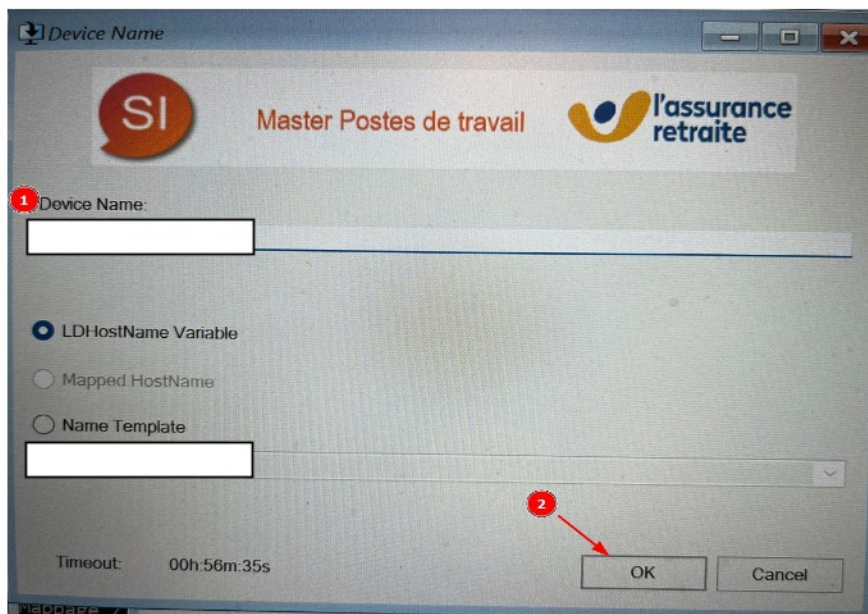 Device Name
SI
Master Postes de travail
l'assurance
retraite
1
Device Name:
LDHostName Variable
Mapped HostName
Name Template
2
Timeout: 00h:56m:35s
OK
Cancel
Mappage